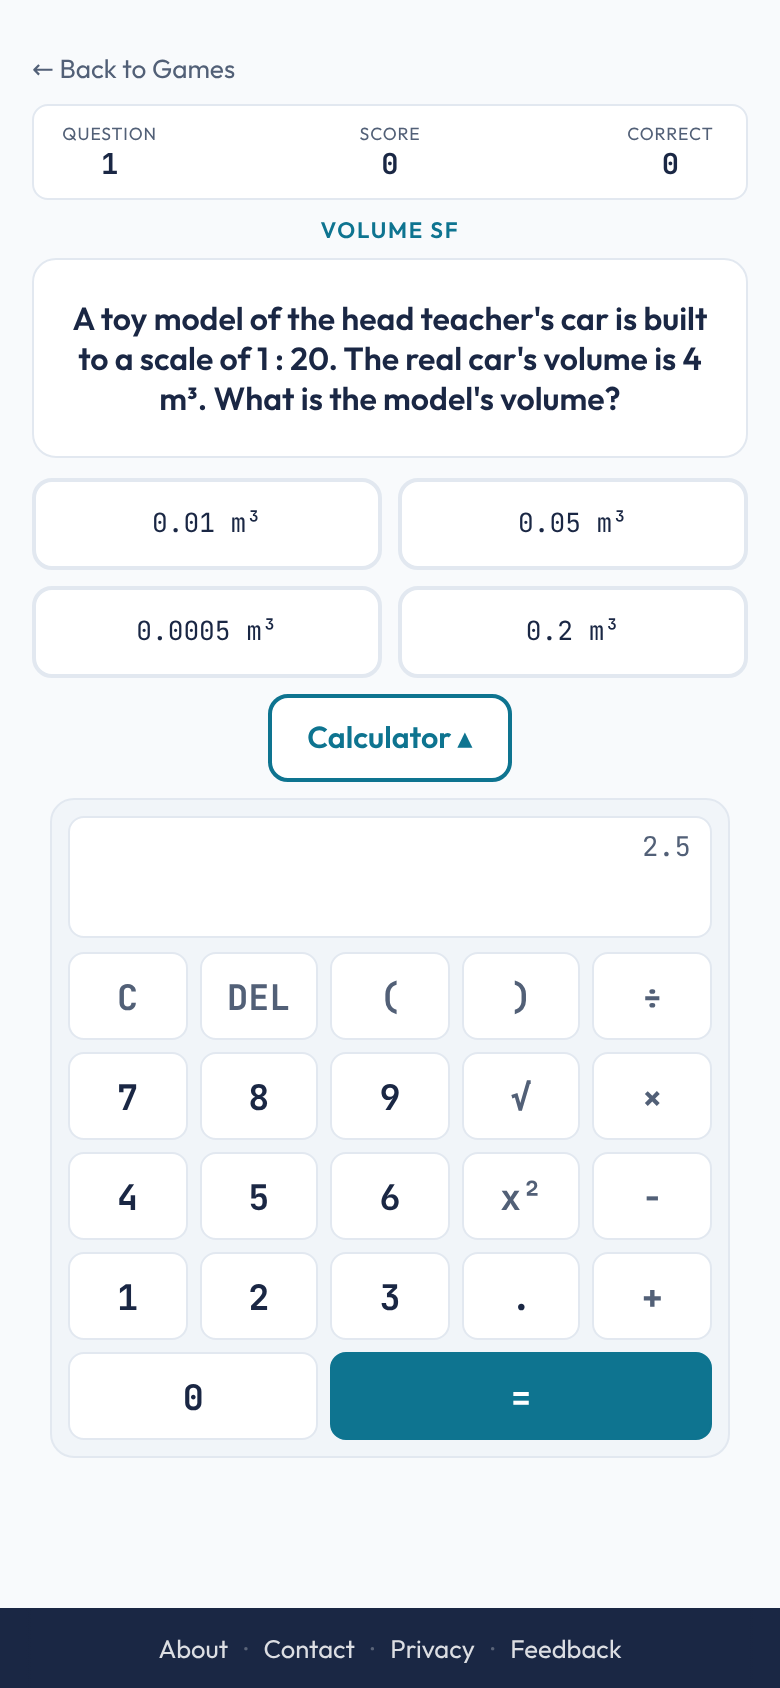 ← Back to Games
QUESTION SCORE CORRECT
1 0 0
VOLUME SF
A toy model of the head teacher's car is built
to a scale of 1 : 20. The real car's volume is 4
m³. What is the model's volume?
0.01 m³ 0.05 m³
0.0005 m³ 0.2 m³
Calculator ▴
2.5
C DEL ( ) ÷
7 8 9 √ ×
4 5 6 x² -
1 2 3 . +
0 =
About · Contact · Privacy · Feedback